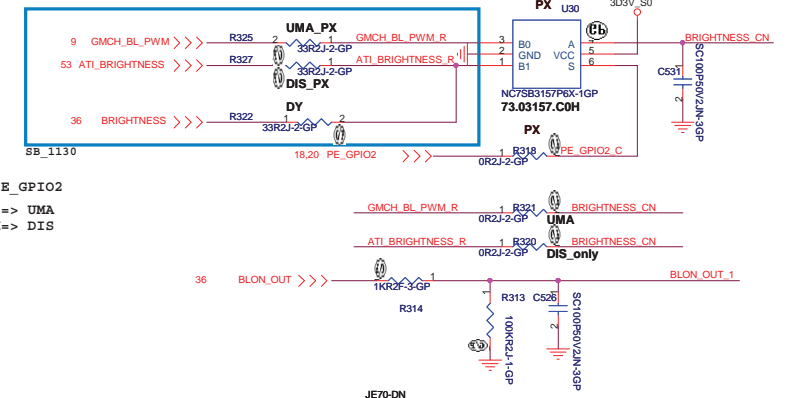 PX U30 3D3V_S0
UMA_PX
9 GMCH_BL_PWM R325 2 1 GMCH_BL_PWM_R 3 B0 A 4 BRIGHTNESS_CN
33R2J-2-GP 2 GND VCC 5
53 ATI_BRIGHTNESS R327 1 ATI_BRIGHTNESS_R 1 B1 S 6
33R2J-2-GP
DIS_PX
NC7SB3157P6X-1GP
73.03157.C0H
C531 1 2 SC100P50V2JN-3GP
DY
36 BRIGHTNESS R322 1 2
33R2J-2-GP
SB_1130
PX
18,20 PE_GPIO2 1 R318 PE_GPIO2_C
0R2J-2-GP
E_GPIO2
=> UMA
=> DIS
GMCH_BL_PWM_R 1 R321 BRIGHTNESS_CN
0R2J-2-GP UMA
ATI_BRIGHTNESS_R 1 R320 BRIGHTNESS_CN
0R2J-2-GP DIS_only
36 BLON_OUT 1 BLON_OUT_1
1KR2F-3-GP
R314
R313 1 100KR2J-1-GP
C526 1 2 SC100P50V2JN-3GP
JE70-DN